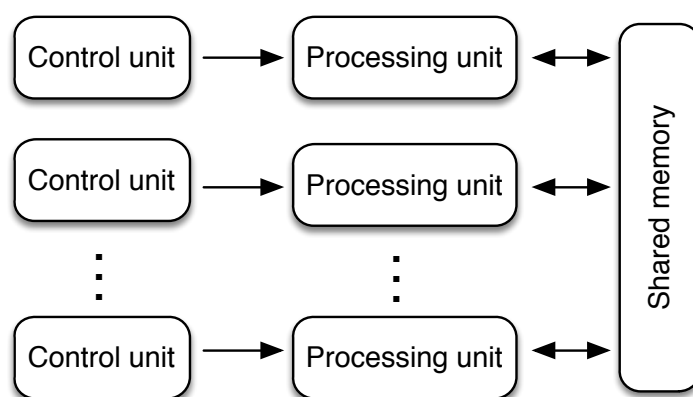 Control unit
Processing unit
Control unit
Processing unit
Control unit
Processing unit
Shared memory